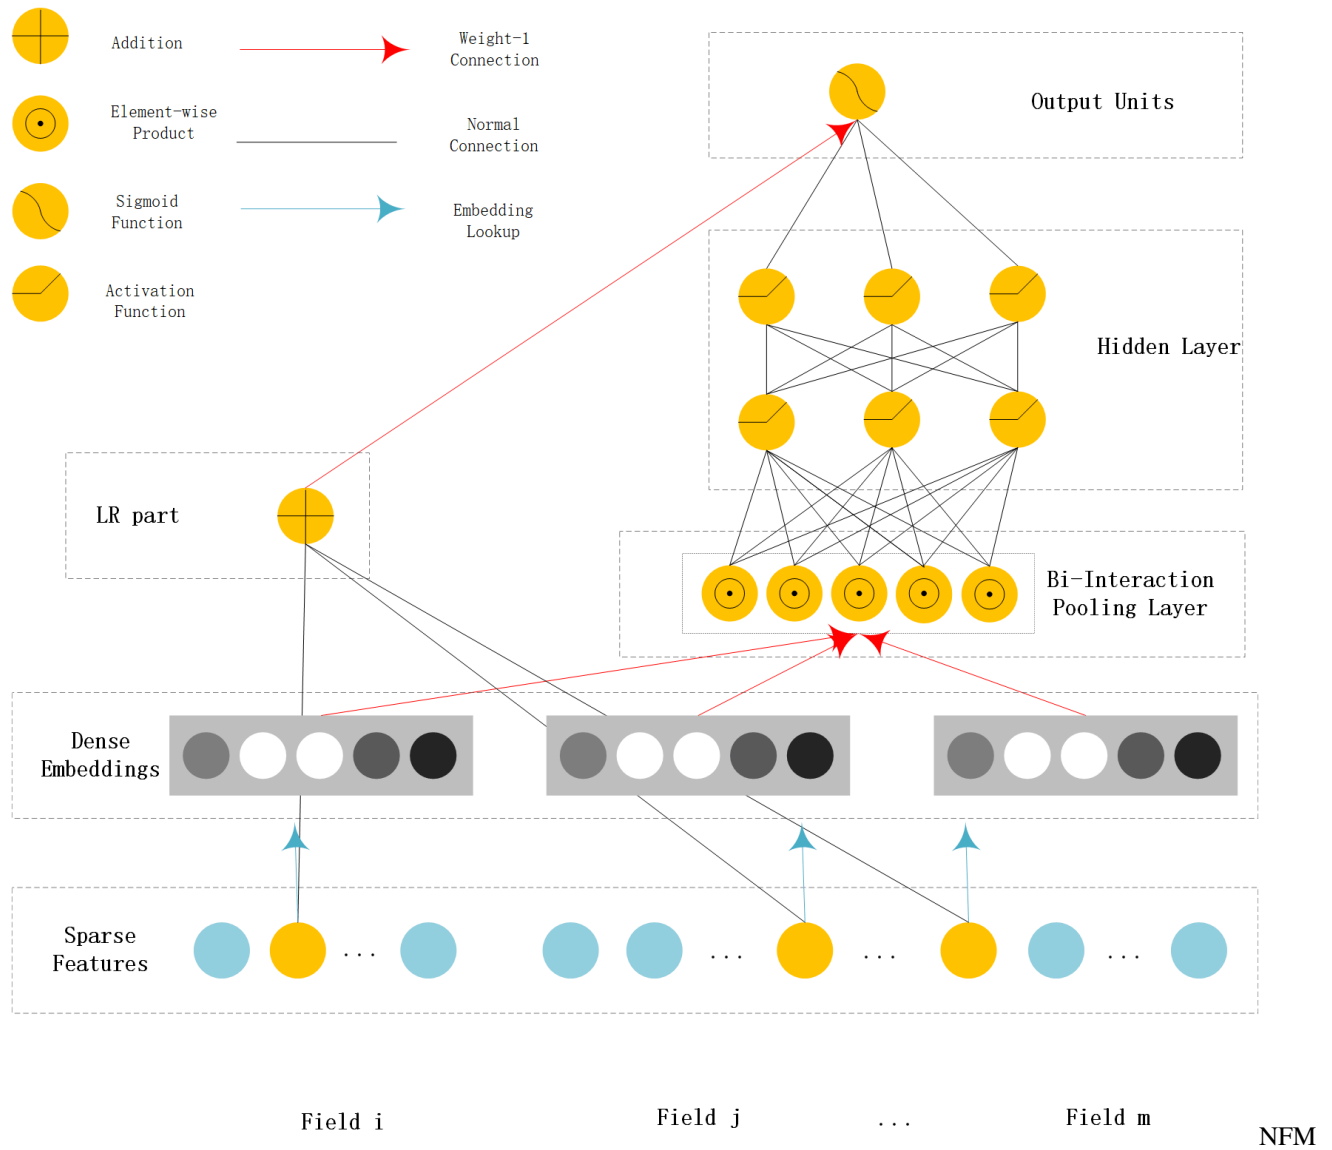 Addition
Weight-1
Connection
Element-wise
Product
Normal
Connection
Sigmoid
Function
Embedding
Lookup
Activation
Function
Output Units
Hidden Layer
LR part
Bi-Interaction
Pooling Layer
Dense
Embeddings
Sparse
Features
...
...
...
...
Field i
Field j
...
Field m
NFM